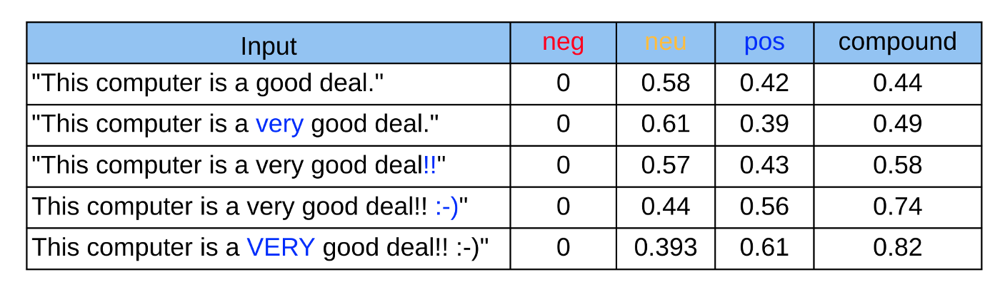 Input neg neu pos compound
"This computer is a good deal." 0 0.58 0.42 0.44
"This computer is a very good deal." 0 0.61 0.39 0.49
"This computer is a very good deal!!" 0 0.57 0.43 0.58
This computer is a very good deal!! :-)" 0 0.44 0.56 0.74
This computer is a VERY good deal!! :-)" 0 0.393 0.61 0.82